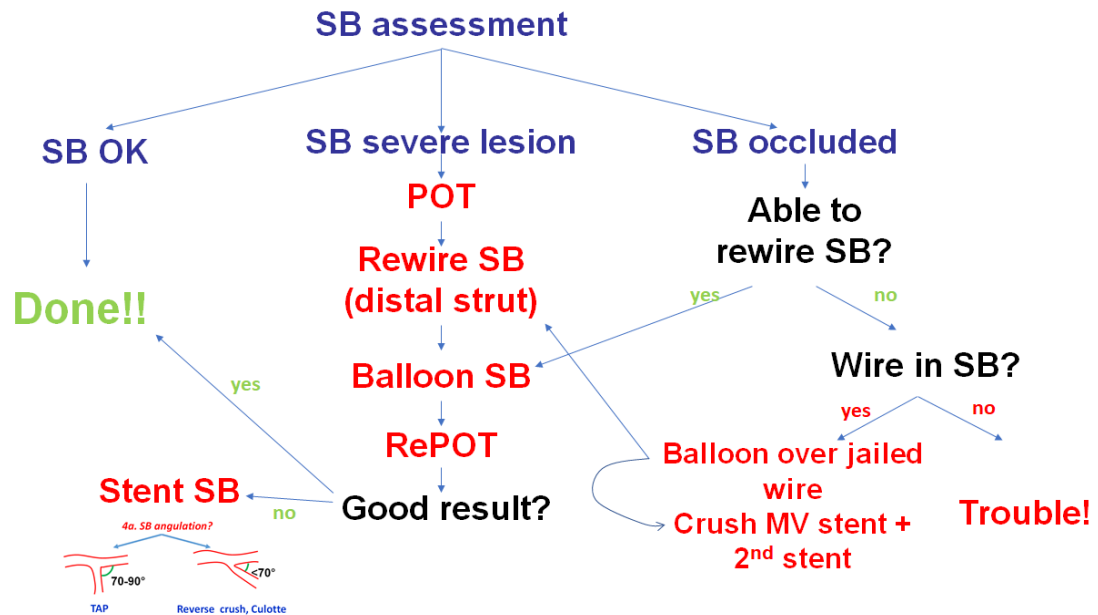 SB assessment
SB OK
SB severe lesion
SB occluded
POT
Able to
rewire SB?
Rewire SB
(distal strut)
Done!!
yes
no
Balloon SB
Wire in SB?
yes
yes
no
RePOT
Balloon over jailed
wire
Crush MV stent +
2nd stent
Trouble!
Stent SB
no
Good result?
4a. SB angulation?
70-90°
<70°
TAP
Reverse crush, Culotte